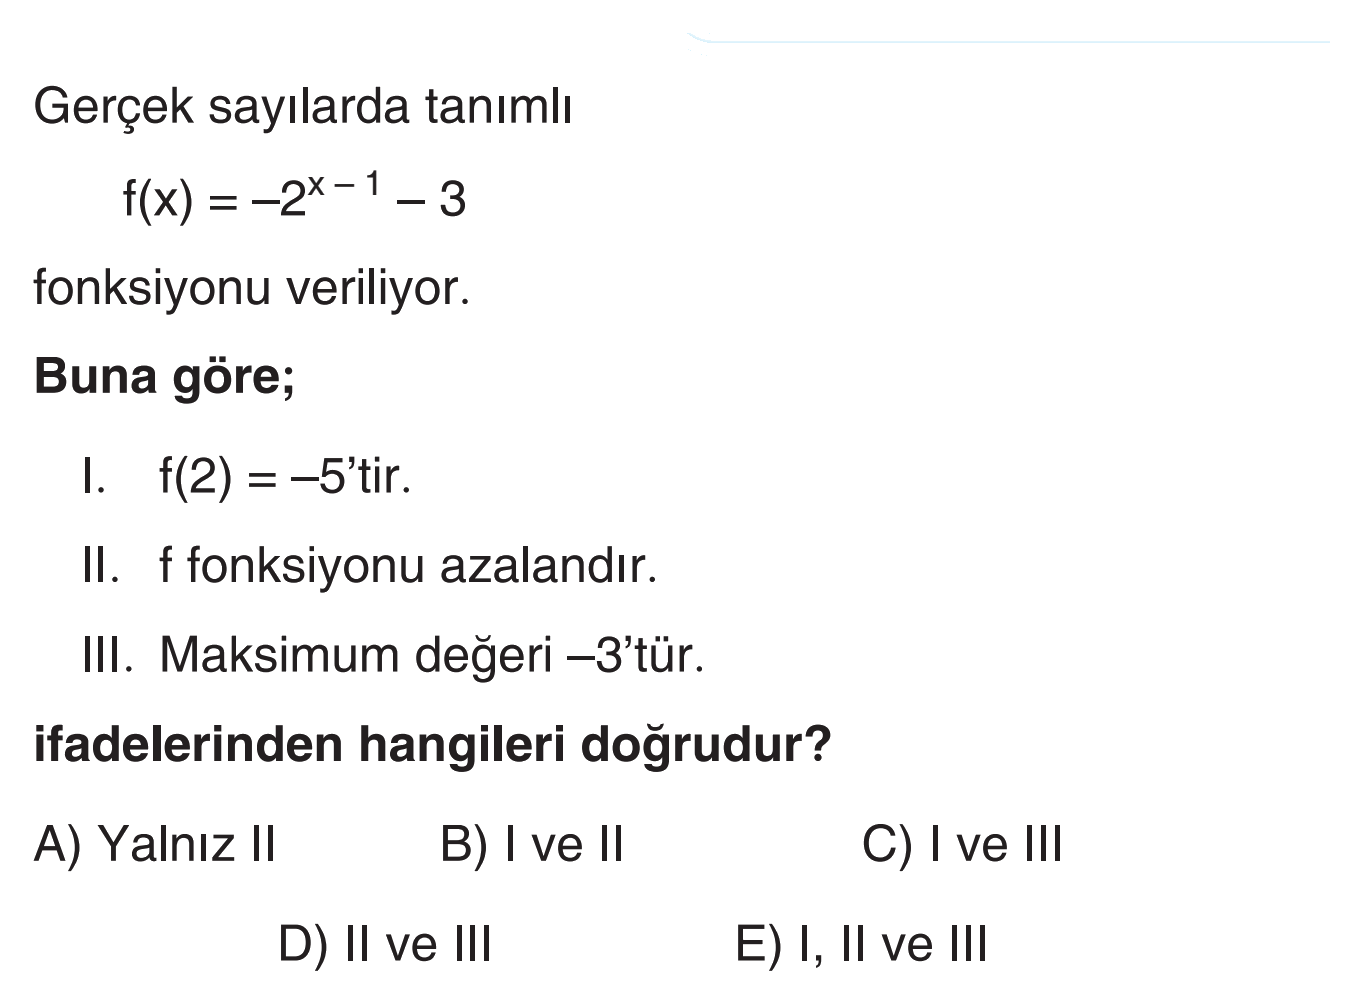 Gerçek sayılarda tanımlı
f(x) = –2^{x – 1} – 3
fonksiyonu veriliyor.
Buna göre;
I. f(2) = –5’tir.
II. f fonksiyonu azalandır.
III. Maksimum değeri –3’tür.
ifadelerinden hangileri doğrudur?
A) Yalnız II B) I ve II C) I ve III
D) II ve III E) I, II ve III